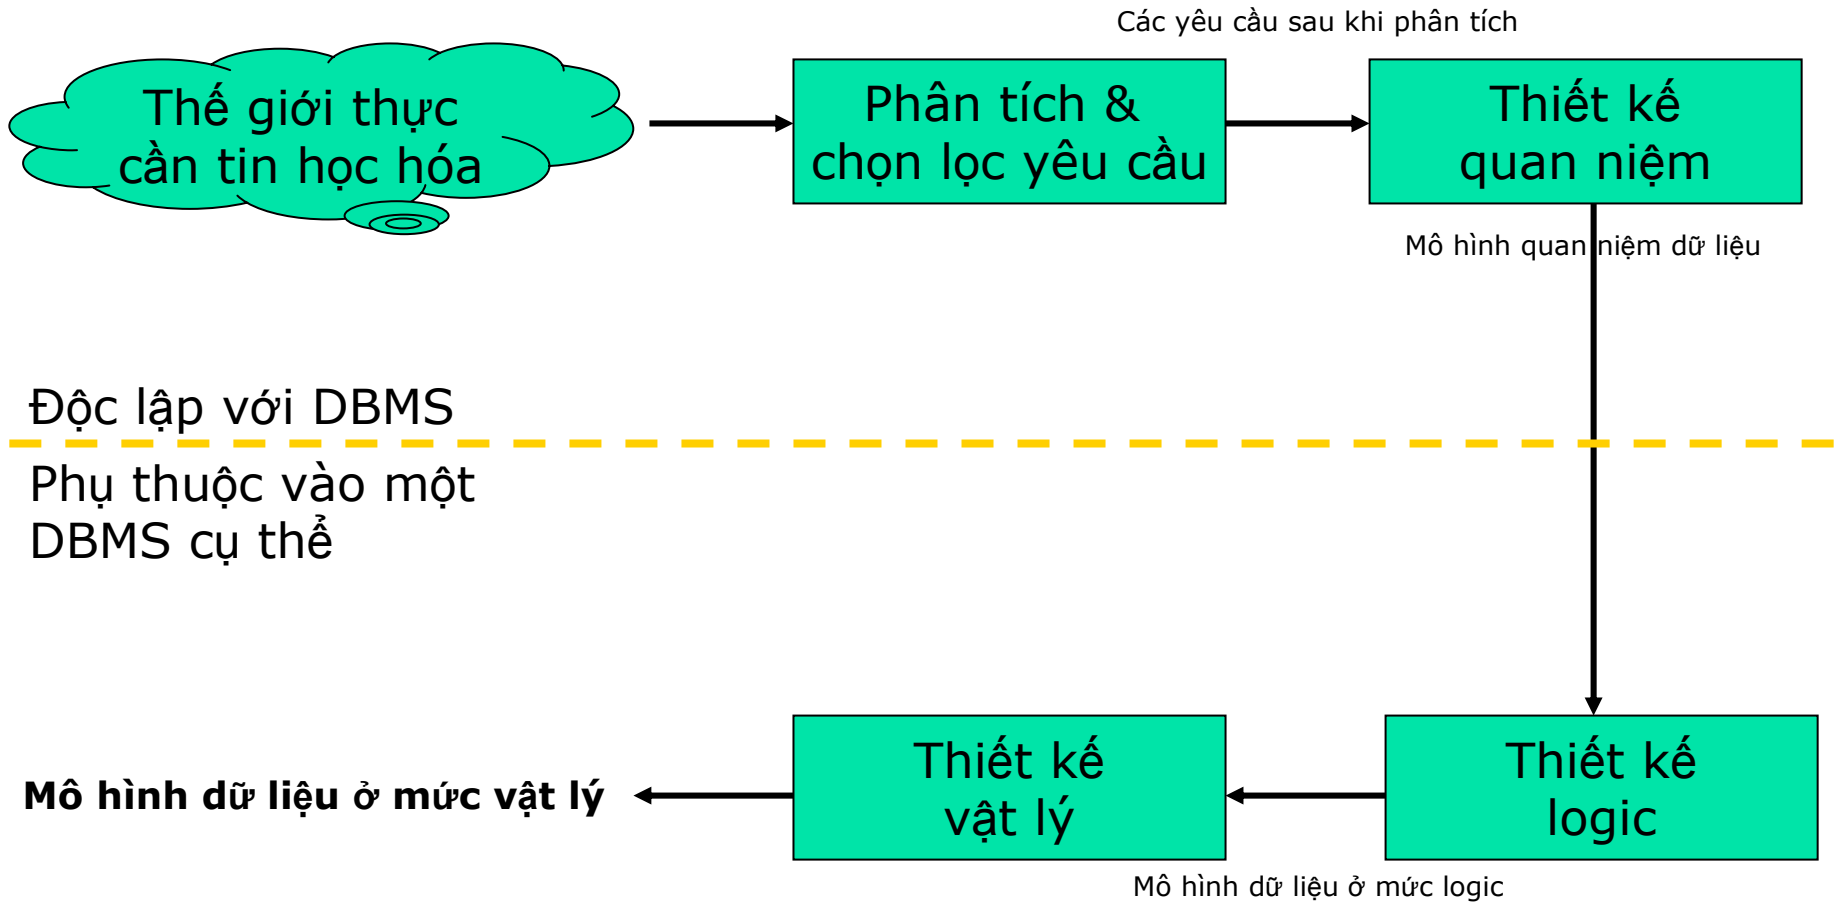 Các yêu cầu sau khi phân tích
Thế giới thực
cần tin học hóa
Phân tích &
chọn lọc yêu cầu
Thiết kế
quan niệm
Mô hình quan niệm dữ liệu
Độc lập với DBMS
Phụ thuộc vào một
DBMS cụ thể
Mô hình dữ liệu ở mức vật lý
Thiết kế
vật lý
Thiết kế
logic
Mô hình dữ liệu ở mức logic